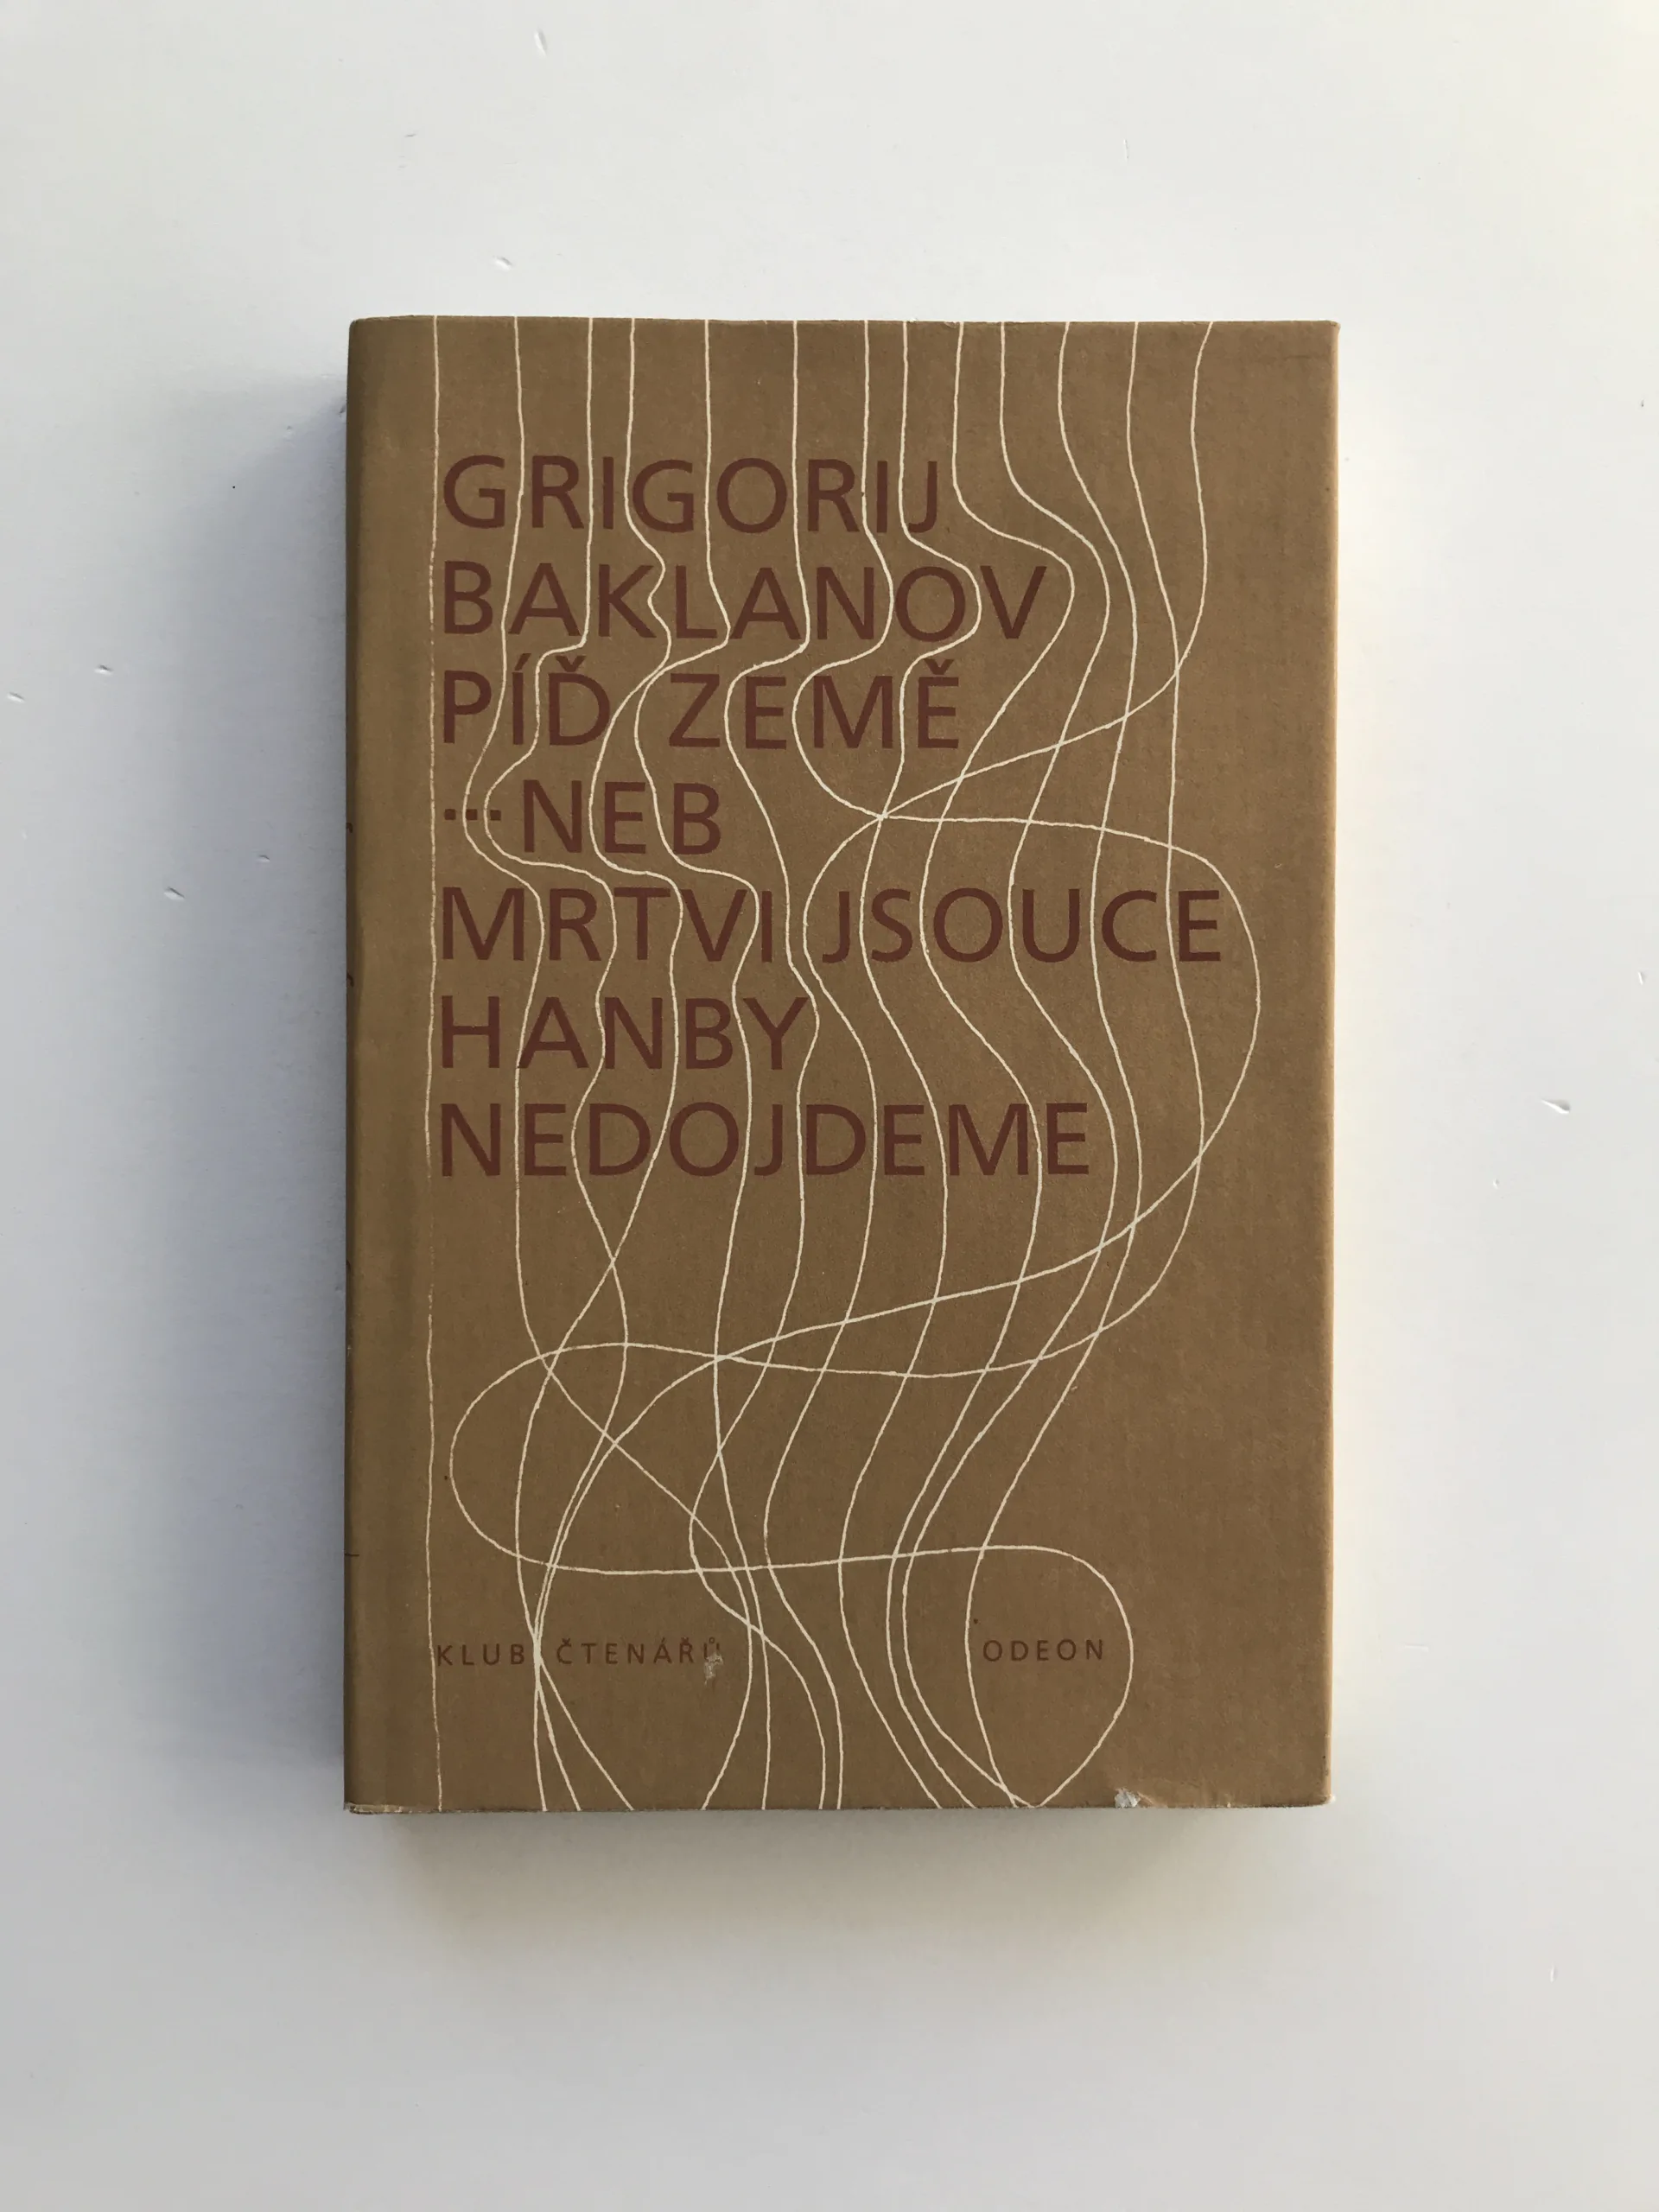 GRIGORIJ
BAKLANOV
PÍĎ ZEMĚ
...NEB
MRTVI JSOUCE
HANBY
NEDOJDEME
KLUB ČTENÁŘŮ
ODEON